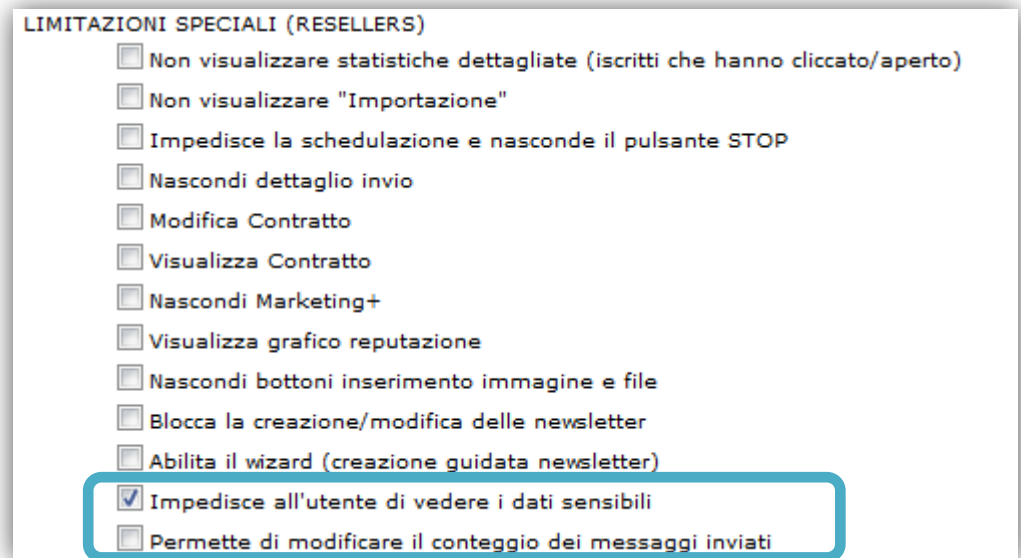 LIMITAZIONI SPECIALI (RESELLERS)
Non visualizzare statistiche dettagliate (iscritti che hanno cliccato/aperto)
Non visualizzare "Importazione"
Impedisce la schedulazione e nasconde il pulsante STOP
Nascondi dettaglio invio
Modifica Contratto
Visualizza Contratto
Nascondi Marketing+
Visualizza grafico reputazione
Nascondi bottoni inserimento immagine e file
Blocca la creazione/modifica delle newsletter
Abilita il wizard (creazione guidata newsletter)
Impedisce all'utente di vedere i dati sensibili
Permette di modificare il conteggio dei messaggi inviati